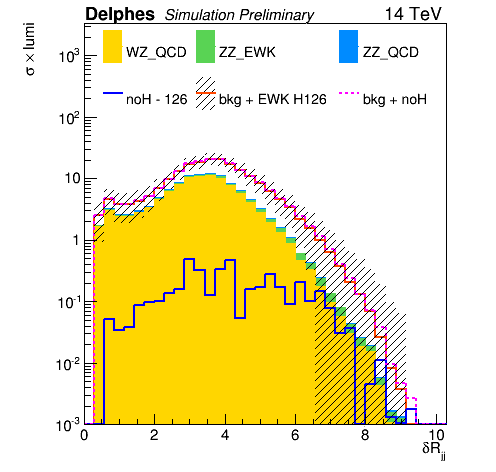 Delphes Simulation Preliminary 14 TeV
σ × lumi
WZ_QCD ZZ_EWK ZZ_QCD
noH - 126 bkg + EWK H126 bkg + noH
10³
10²
10
1
10⁻¹
10⁻²
10⁻³
0 2 4 6 8 10
δR_jj